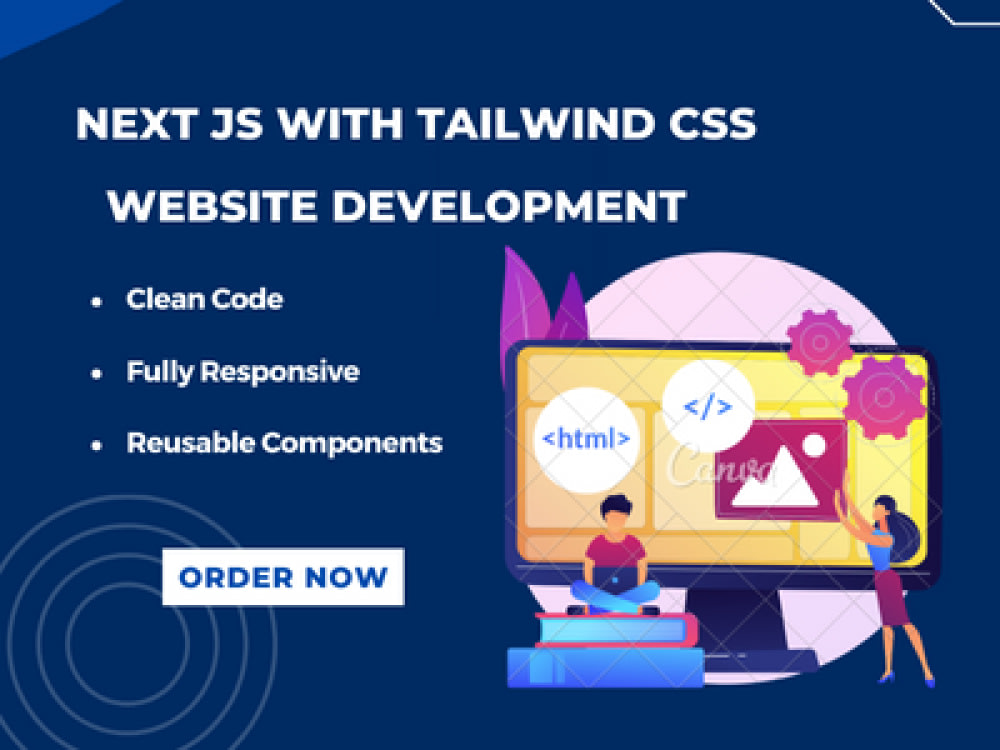 NEXT JS WITH TAILWIND CSS
WEBSITE DEVELOPMENT
• Clean Code
• Fully Responsive
• Reusable Components
ORDER NOW
<html>
</>
Canva